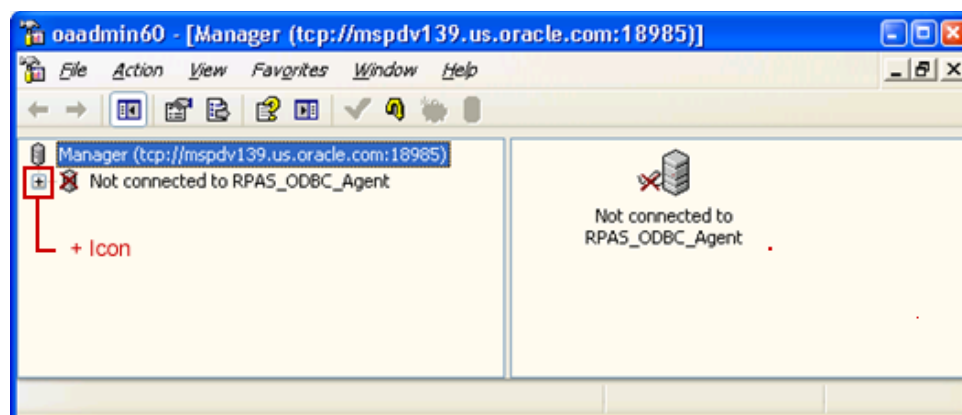 oaadmin60 - [Manager (tcp://mspdv139.us.oracle.com:18985)]
File Action View Favorites Window Help
Manager (tcp://mspdv139.us.oracle.com:18985)
Not connected to RPAS_ODBC_Agent
+ Icon
Not connected to
RPAS_ODBC_Agent